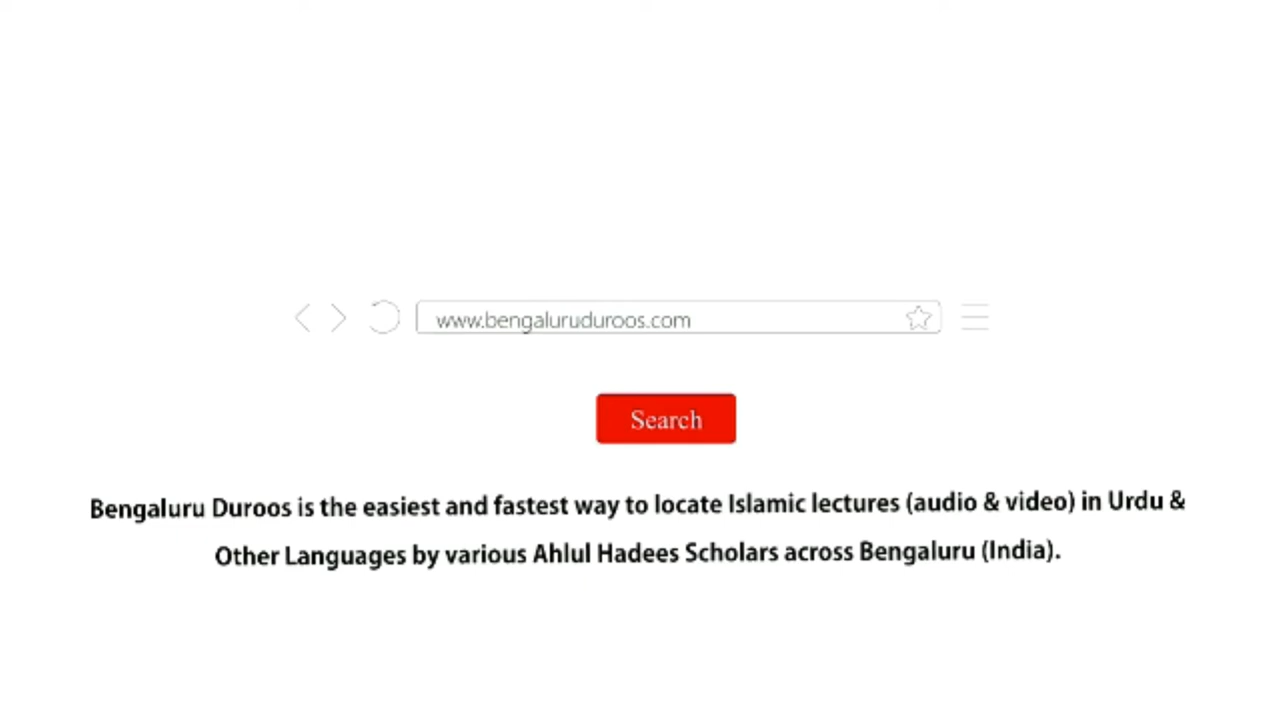 www.bengaluruduroos.com
Search
Bengaluru Duroos is the easiest and fastest way to locate Islamic lectures (audio & video) in Urdu &
Other Languages by various Ahlul Hadees Scholars across Bengaluru (India).